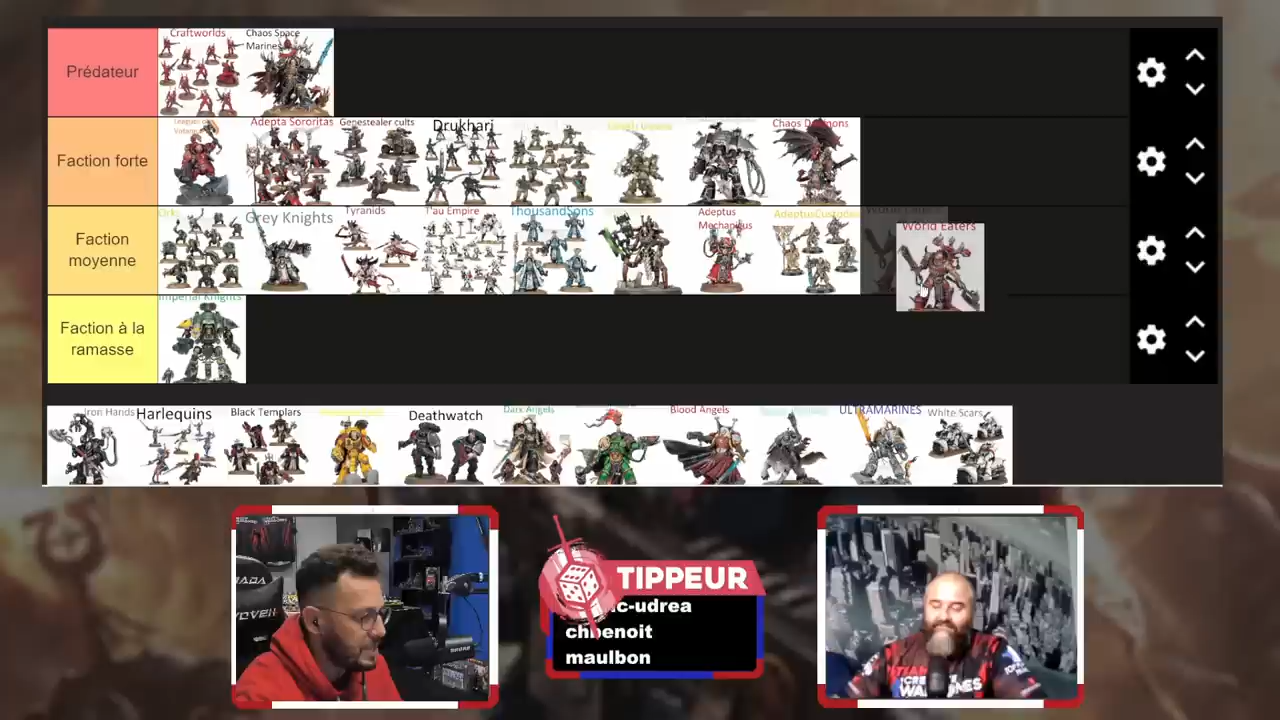 Prédateur
Craftworlds
Chaos Space
Marines
Faction forte
Adepta Sororitas
Genestealer cults
Drukhari
Chaos Daemons
Faction
moyenne
Orks
Grey Knights
Tyranids
T'au Empire
ThousandSons
Adeptus
Mechanicus
AdeptusCustodes
World Eaters
Faction à la
ramasse
Imperial Knights
Iron Hands
Harlequins
Black Templars
Deathwatch
Dark Angels
Blood Angels
ULTRAMARINES
White Scars
TIPPEUR
c-udrea
chbenoit
maulbon